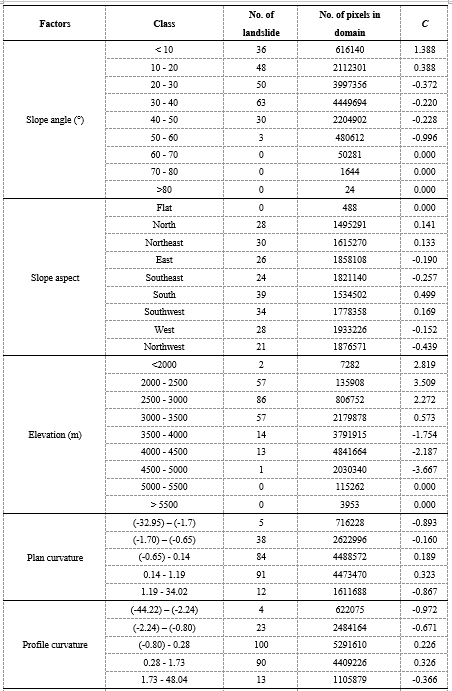 Factors Class No. of landslide No. of pixels in domain C
Slope angle (°)
< 10 36 616140 1.388
10 - 20 48 2112301 0.388
20 - 30 50 3997356 -0.372
30 - 40 63 4449694 -0.220
40 - 50 30 2204902 -0.228
50 - 60 3 480612 -0.996
60 - 70 0 50281 0.000
70 - 80 0 1644 0.000
>80 0 24 0.000
Slope aspect
Flat 0 488 0.000
North 28 1495291 0.141
Northeast 30 1615270 0.133
East 26 1858108 -0.190
Southeast 24 1821140 -0.257
South 39 1534502 0.499
Southwest 34 1778358 0.169
West 28 1933226 -0.152
Northwest 21 1876571 -0.439
Elevation (m)
<2000 2 7282 2.819
2000 - 2500 57 135908 3.509
2500 - 3000 86 806752 2.272
3000 - 3500 57 2179878 0.573
3500 - 4000 14 3791915 -1.754
4000 - 4500 13 4841664 -2.187
4500 - 5000 1 2030340 -3.667
5000 - 5500 0 115262 0.000
> 5500 0 3953 0.000
Plan curvature
(-32.95) – (-1.7) 5 716228 -0.893
(-1.70) – (-0.65) 38 2622996 -0.160
(-0.65) - 0.14 84 4488572 0.189
0.14 - 1.19 91 4473470 0.323
1.19 - 34.02 12 1611688 -0.867
Profile curvature
(-44.22) – (-2.24) 4 622075 -0.972
(-2.24) – (-0.80) 23 2484164 -0.671
(-0.80) - 0.28 100 5291610 0.226
0.28 - 1.73 90 4409226 0.326
1.73 - 48.04 13 1105879 -0.366